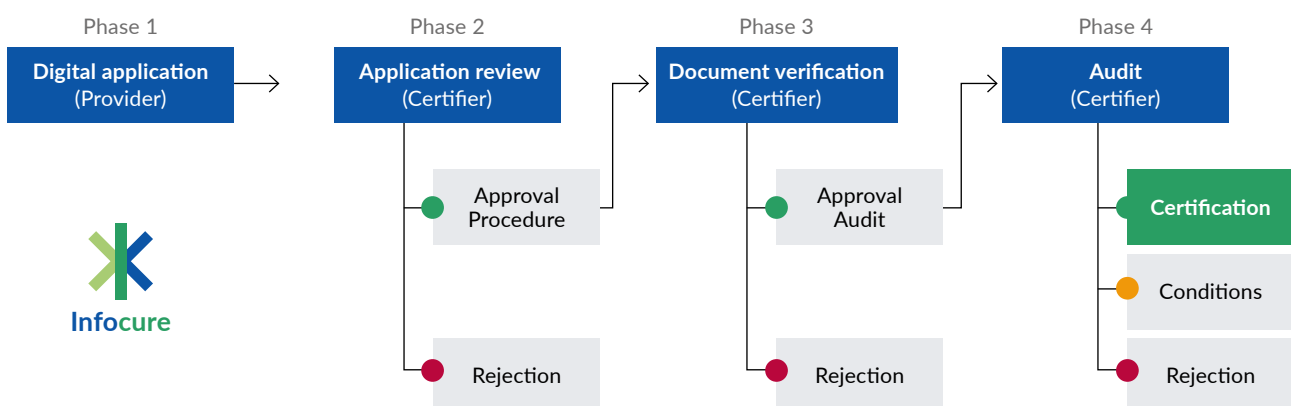 Phase 1
Phase 2
Phase 3
Phase 4
Digital application
(Provider)
Application review
(Certifier)
Document verification
(Certifier)
Audit
(Certifier)
Approval
Procedure
Approval
Audit
Certification
Conditions
Infocure
Rejection
Rejection
Rejection